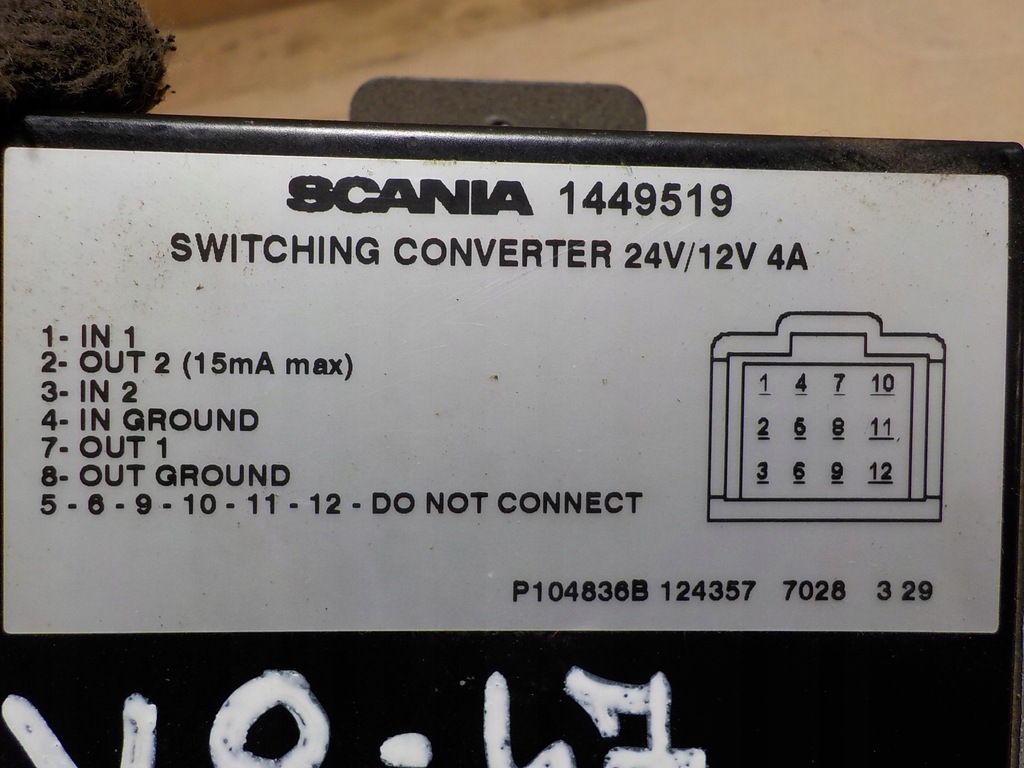 SCANIA 1449519
SWITCHING CONVERTER 24V/12V 4A
1- IN 1
2- OUT 2 (15mA max)
3- IN 2
4- IN GROUND
7- OUT 1
8- OUT GROUND
5 - 6 - 9 - 10 - 11 - 12 - DO NOT CONNECT
1 4 7 10
2 5 8 11
3 6 9 12
P104836B 124357 7028 3 29